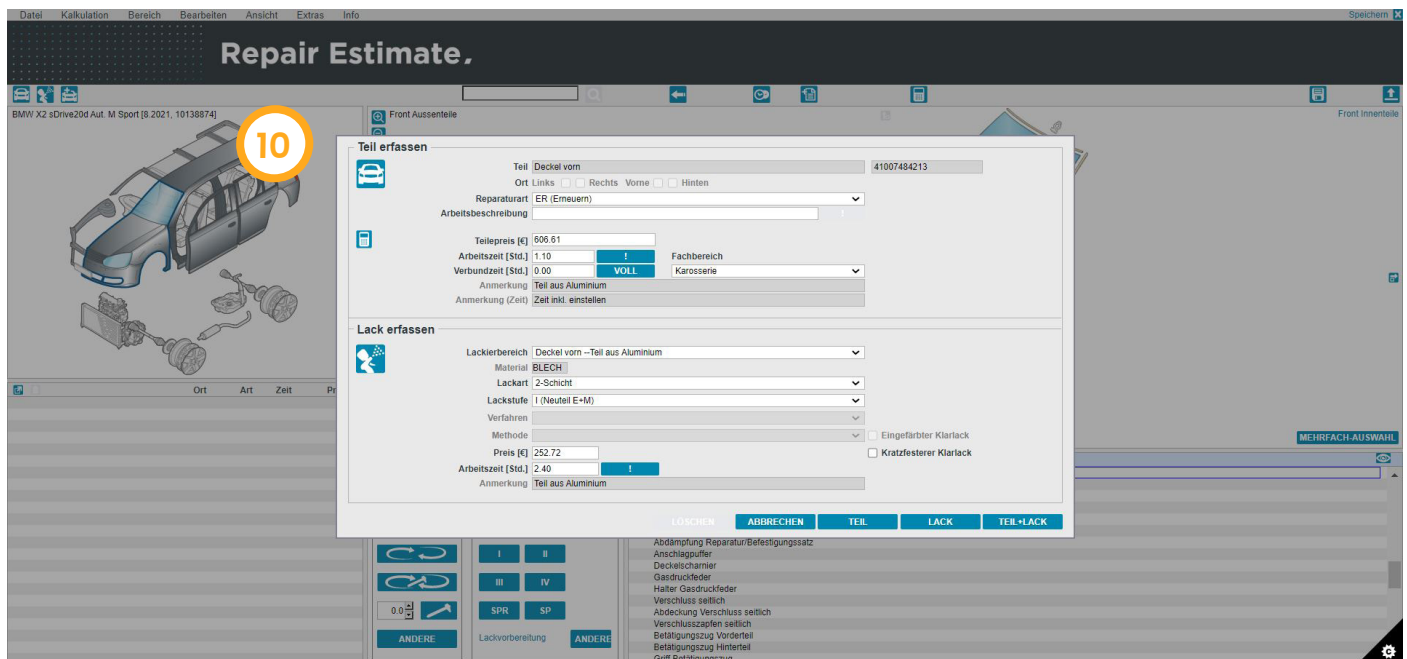 Datei Kalkulation Bereich Bearbeiten Ansicht Extras Info Speichern
Repair Estimate.
BMW X2 sDrive20d Aut. M Sport [8.2021, 10138874]
10
Front Aussenteile
Front Innenteile
Teil erfassen
Teil Deckel vorn 41007484213
Ort Links Rechts Vorne Hinten
Reparaturart ER (Erneuern)
Arbeitsbeschreibung
Teilepreis [€] 606.61
Arbeitszeit [Std.] 1.10 ! Fachbereich
Verbundzeit [Std.] 0.00 VOLL Karosserie
Anmerkung Teil aus Aluminium
Anmerkung (Zeit) Zeit inkl. einstellen
Lack erfassen
Lackierbereich Deckel vorn --Teil aus Aluminium
Material BLECH
Lackart 2-Schicht
Lackstufe I (Neuteil E+M)
Verfahren
Methode Eingefärbter Klarlack
Preis [€] 252.72 Kratzfesterer Klarlack
Arbeitszeit [Std.] 2.40 !
Anmerkung Teil aus Aluminium
LÖSCHEN ABBRECHEN TEIL LACK TEIL+LACK
Ort Art Zeit Pr
MEHRFACH-AUSWAHL
I II
III IV
0.0 SPR SP
ANDERE Lackvorbereitung ANDERE
Abdämpfung Reparatur/Befestigungssatz
Anschlagpuffer
Deckelscharnier
Gasdruckfeder
Halter Gasdruckfeder
Verschluss seitlich
Abdeckung Verschluss seitlich
Verschlusszapfen seitlich
Betätigungszug Vorderteil
Betätigungszug Hinterteil
Griff Betätigungszug